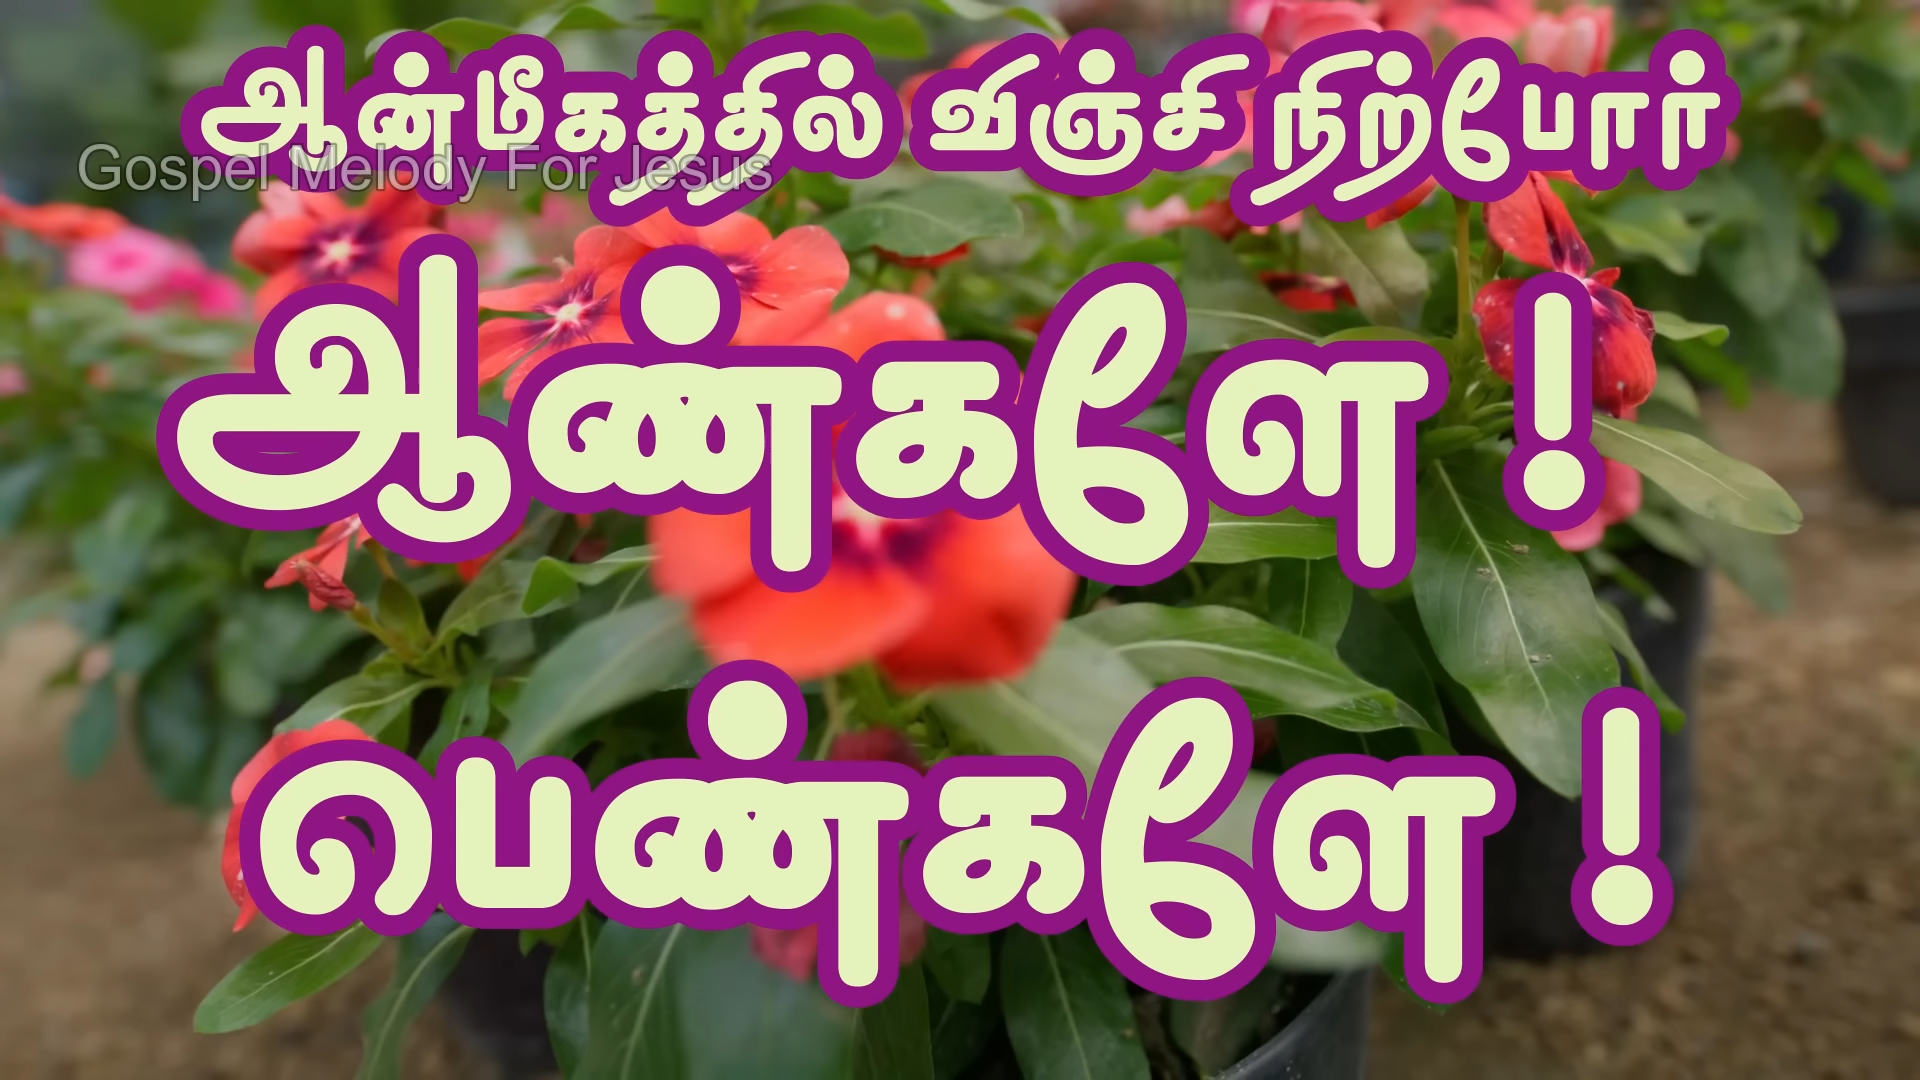 ஆன்மீகத்தில் விஞ்சி நிற்போர்
Gospel Melody For Jesus
ஆண்களே !
பெண்களே !